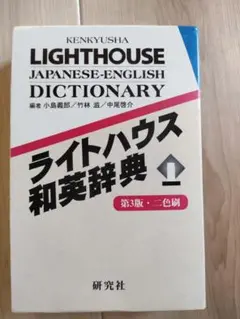 KENKYUSHA
LIGHTHOUSE
JAPANESE-ENGLISH
DICTIONARY
編者 小島義郎/竹林 滋/中尾啓介
ライトハウス
和英辞典
第3版・二色刷
研究社